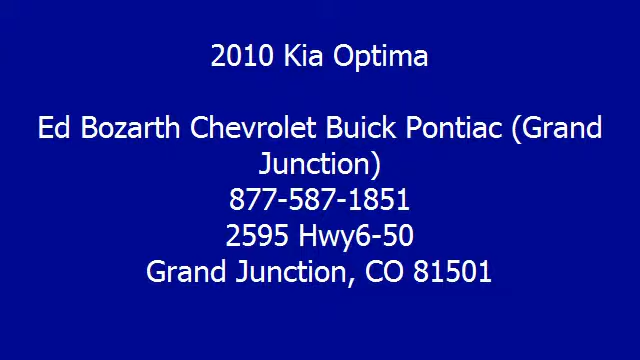 2010 Kia Optima
Ed Bozarth Chevrolet Buick Pontiac (Grand
Junction)
877-587-1851
2595 Hwy6-50
Grand Junction, CO 81501